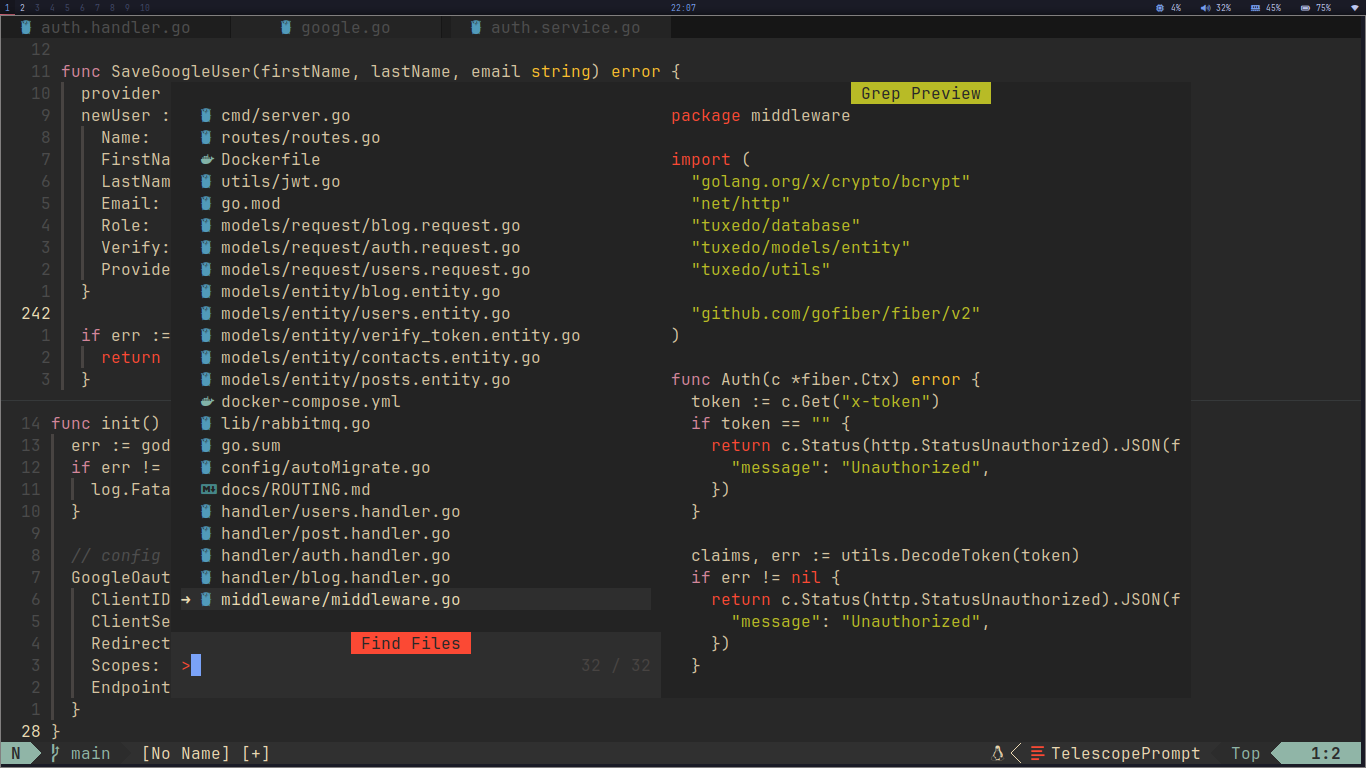 1 2 3 4 5 6 7 8 9 10 22:07 4% 32% 45% 75%
auth.handler.go google.go auth.service.go
12
11 func SaveGoogleUser(firstName, lastName, email string) error {
10 provider
9 newUser :
8 Name:
7 FirstNa
6 LastNam
5 Email:
4 Role:
3 Verify:
2 Provide
1 }
242
1 if err :=
2 return
3 }
14 func init()
13 err := god
12 if err !=
11 log.Fata
10 }
9
8 // config
7 GoogleOaut
6 ClientID
5 ClientSe
4 Redirect
3 Scopes:
2 Endpoint
1 }
28 }
cmd/server.go
routes/routes.go
Dockerfile
utils/jwt.go
go.mod
models/request/blog.request.go
models/request/auth.request.go
models/request/users.request.go
models/entity/blog.entity.go
models/entity/users.entity.go
models/entity/verify_token.entity.go
models/entity/contacts.entity.go
models/entity/posts.entity.go
docker-compose.yml
lib/rabbitmq.go
go.sum
config/autoMigrate.go
docs/ROUTING.md
handler/users.handler.go
handler/post.handler.go
handler/auth.handler.go
handler/blog.handler.go
→ middleware/middleware.go
Find Files
> 32 / 32
Grep Preview
package middleware
import (
"golang.org/x/crypto/bcrypt"
"net/http"
"tuxedo/database"
"tuxedo/models/entity"
"tuxedo/utils"
"github.com/gofiber/fiber/v2"
)
func Auth(c *fiber.Ctx) error {
token := c.Get("x-token")
if token == "" {
return c.Status(http.StatusUnauthorized).JSON(f
"message": "Unauthorized",
})
}
claims, err := utils.DecodeToken(token)
if err != nil {
return c.Status(http.StatusUnauthorized).JSON(f
"message": "Unauthorized",
})
}
N main [No Name] [+] TelescopePrompt Top 1:2